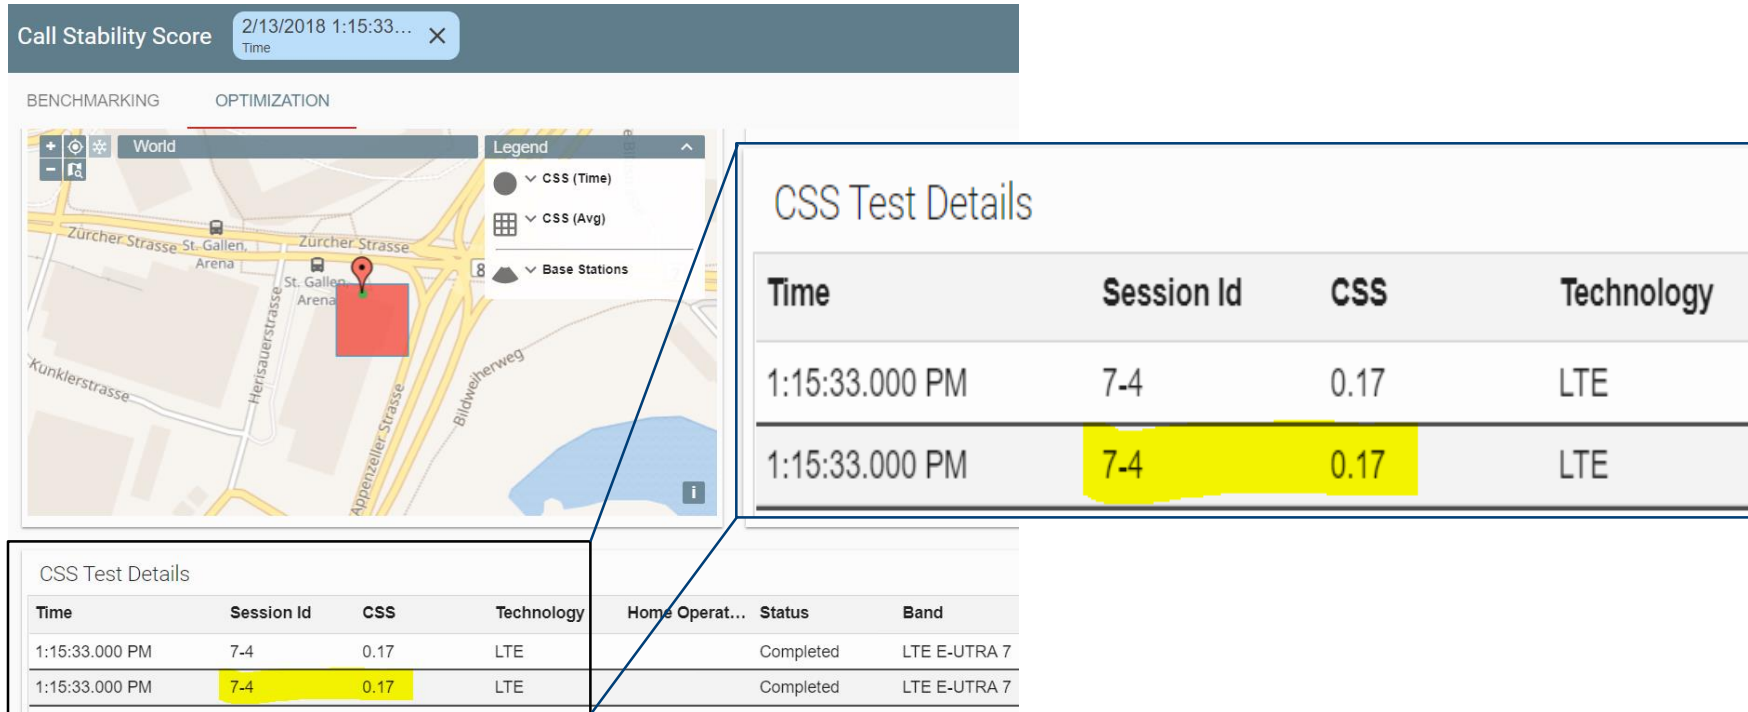 Call Stability Score
2/13/2018 1:15:33...
Time
BENCHMARKING OPTIMIZATION
World
Legend
CSS (Time)
CSS (Avg)
Base Stations
Zürcher Strasse
St. Gallen,
Arena
Zürcher Strasse
St. Gallen,
Arena
8
Herisauerstrasse
Kunklerstrasse
Appenzeller Strasse
Bildweiherweg
i
CSS Test Details
Time Session Id CSS Technology
1:15:33.000 PM 7-4 0.17 LTE
1:15:33.000 PM 7-4 0.17 LTE
CSS Test Details
Time Session Id CSS Technology Home Operat... Status Band
1:15:33.000 PM 7-4 0.17 LTE Completed LTE E-UTRA 7
1:15:33.000 PM 7-4 0.17 LTE Completed LTE E-UTRA 7